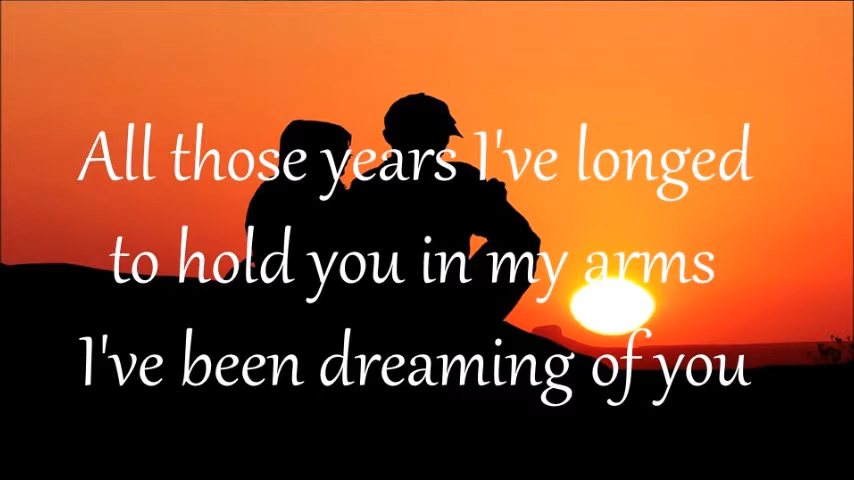 All those years I've longed
to hold you in my arms
I've been dreaming of you